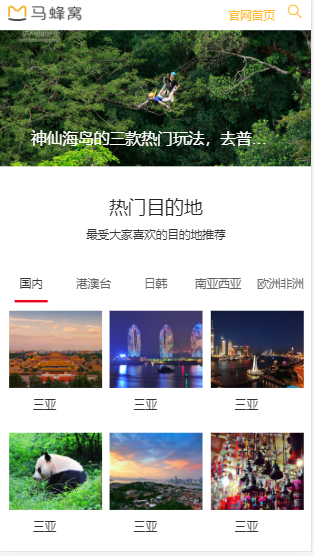 马蜂窝
官网首页
神仙海岛的三款热门玩法，去普...
热门目的地
最受大家喜欢的目的地推荐
国内 港澳台 日韩 南亚西亚 欧洲非洲
三亚 三亚 三亚
三亚 三亚 三亚